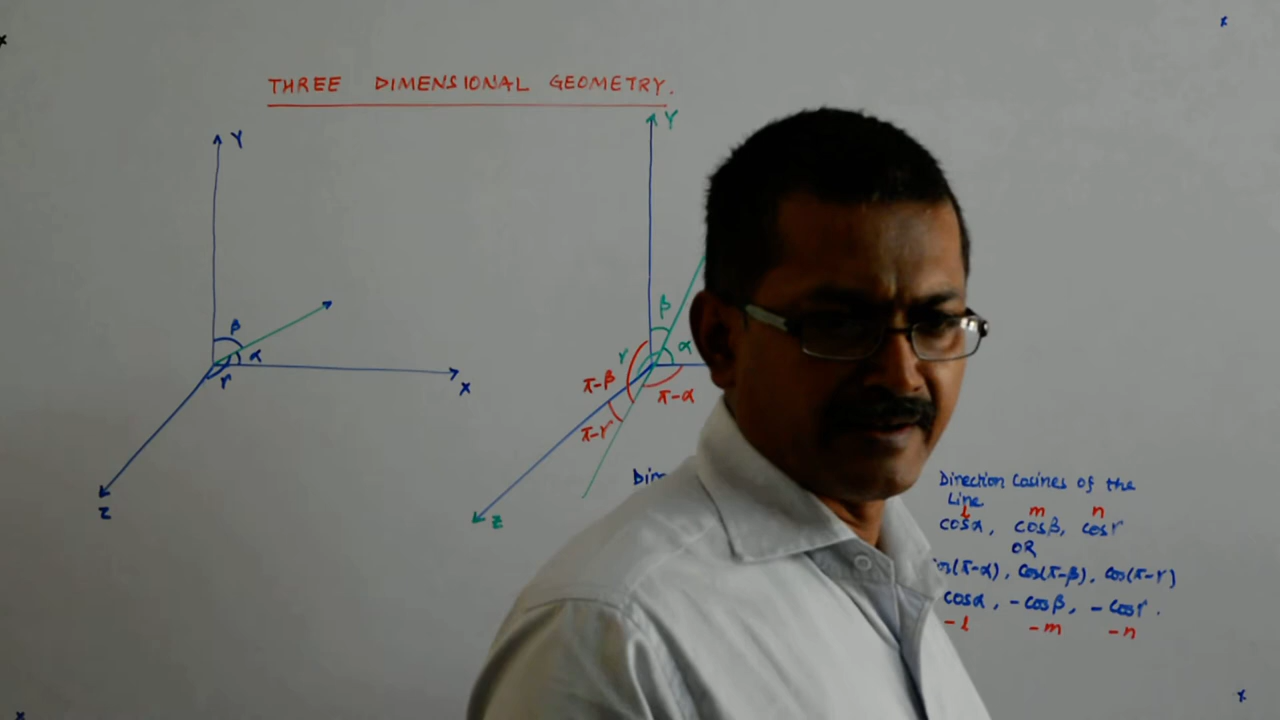 THREE DIMENSIONAL GEOMETRY.
Y
β
α
γ
X
Z
Y
β
γ
α
π-β
π-α
π-γ
Z
Direction Cosines of the
Line
l m n
cosα, cosβ, cosγ
OR
cos(π-α), cos(π-β), cos(π-γ)
cosα, -cosβ, -cosγ.
-l -m -n